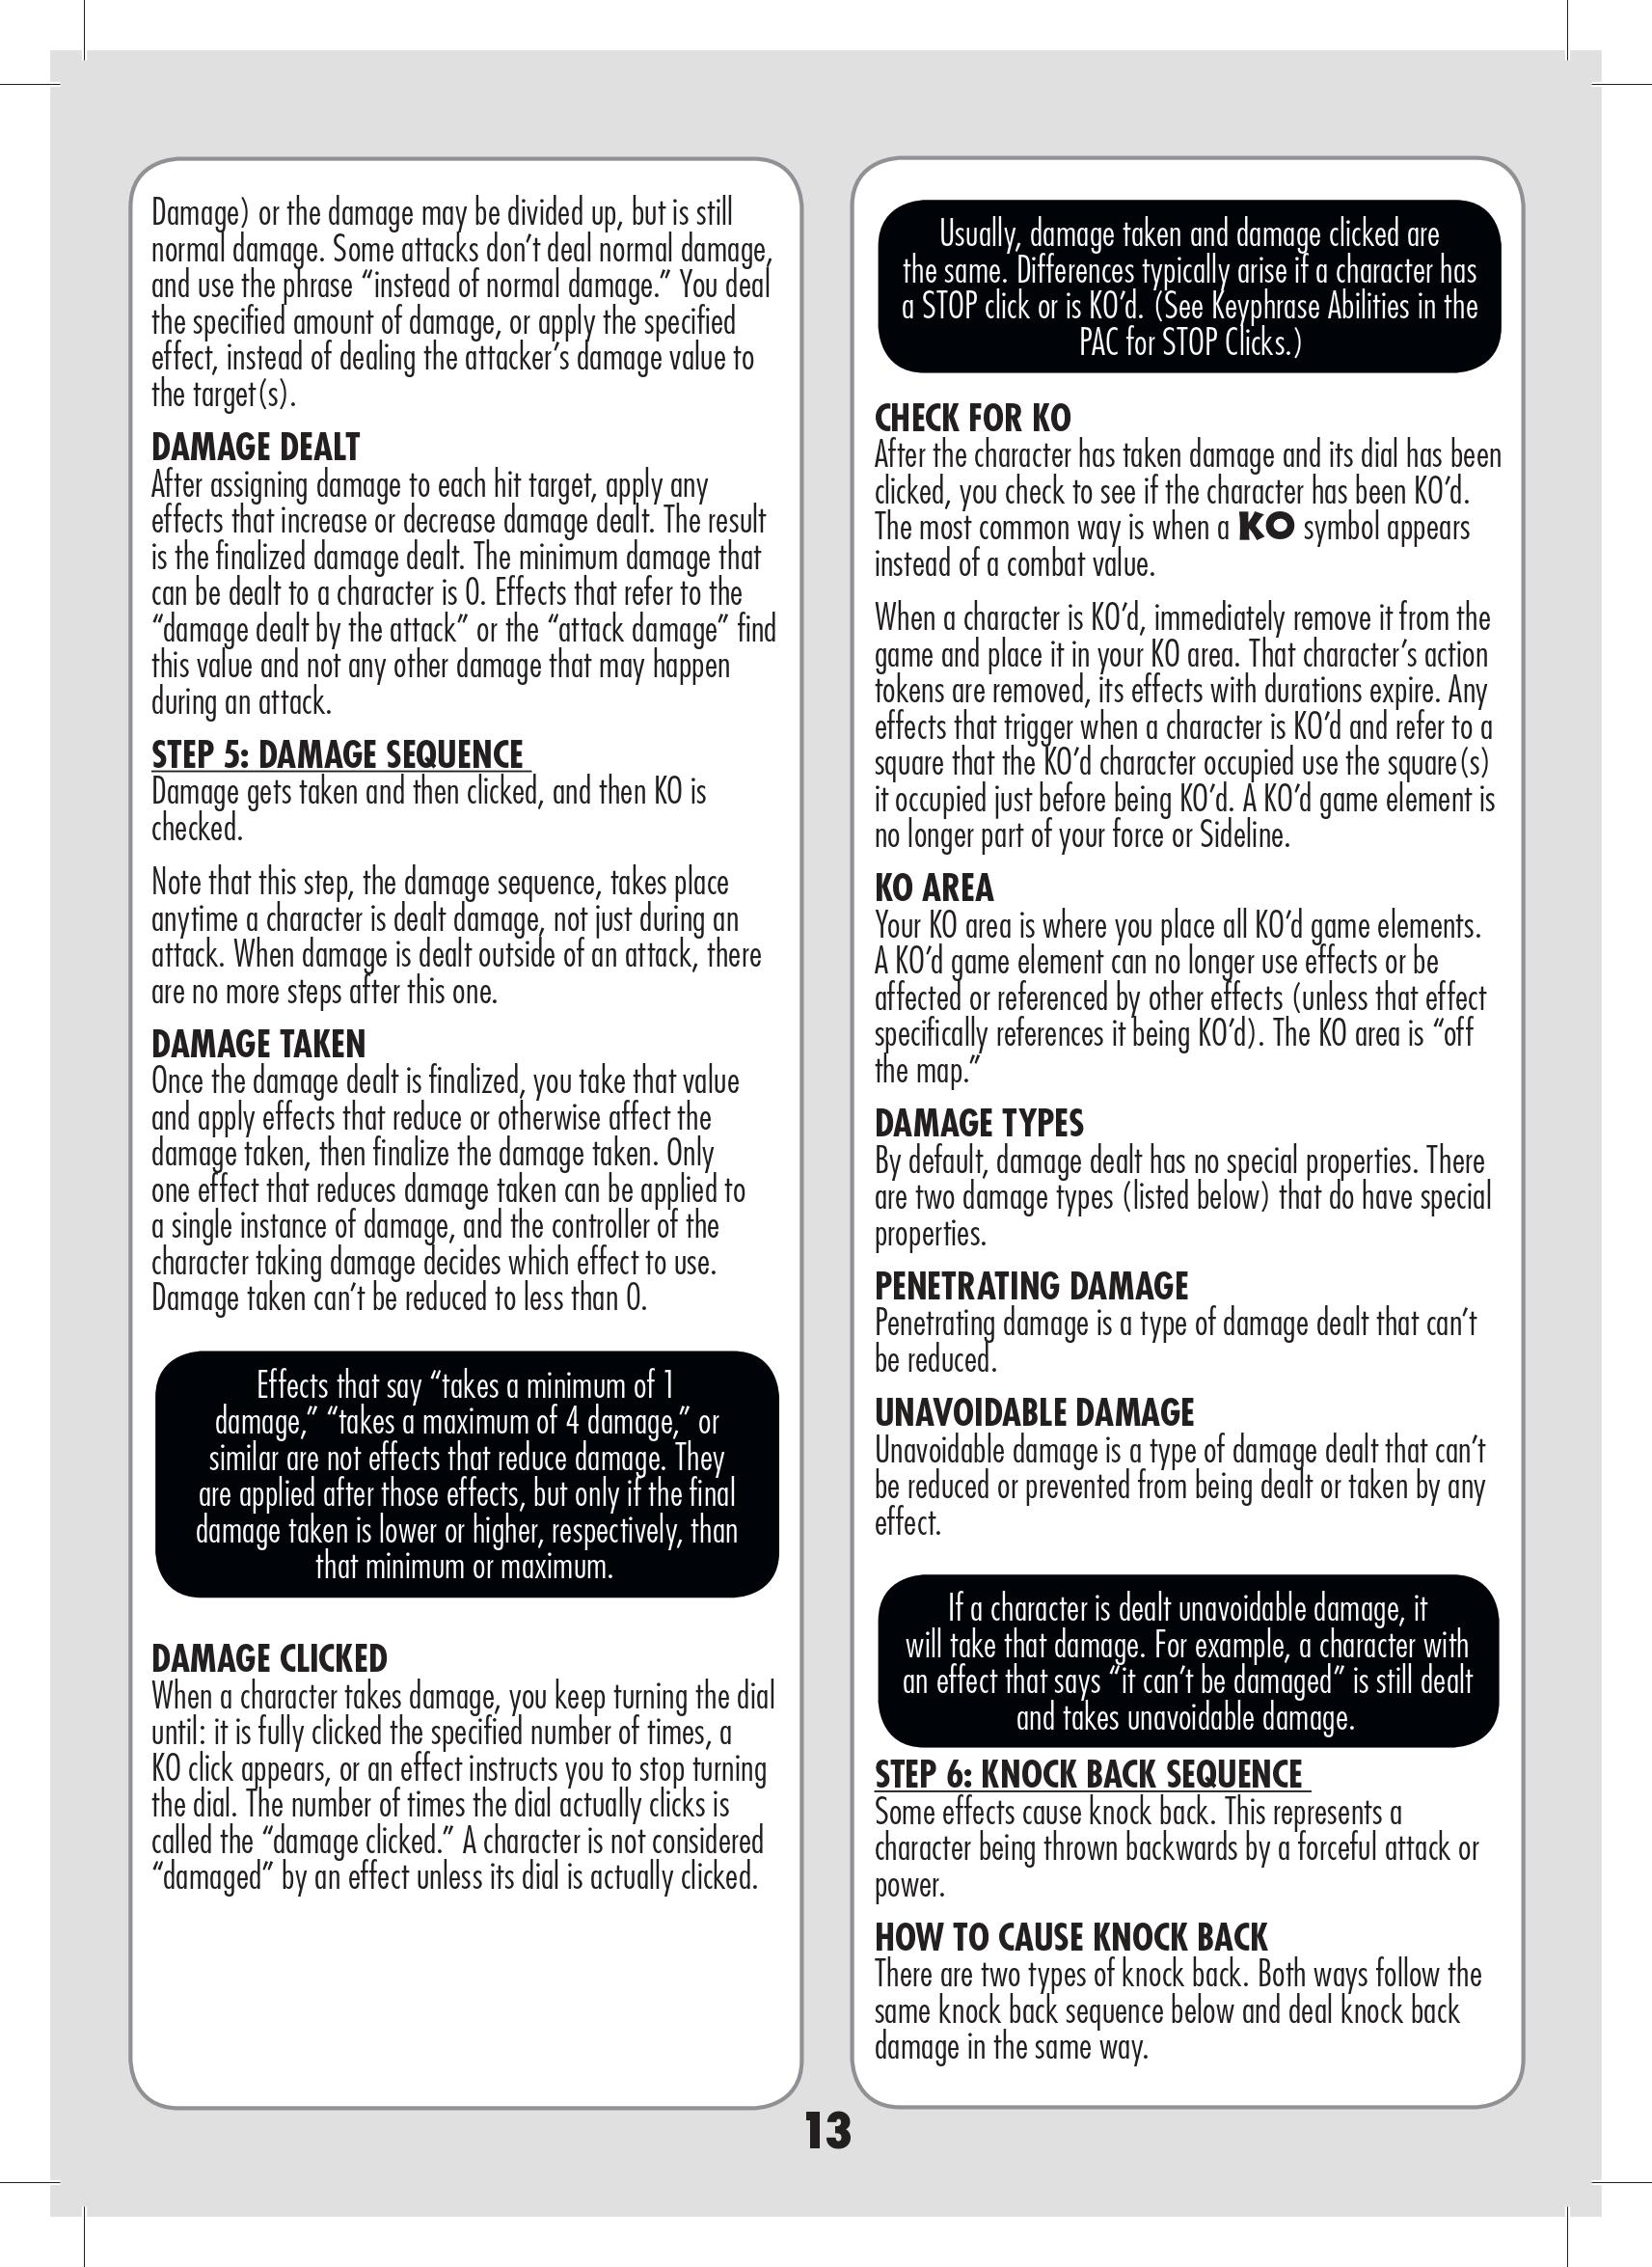 Damage) or the damage may be divided up, but is still
normal damage. Some attacks don’t deal normal damage,
and use the phrase “instead of normal damage.” You deal
the specified amount of damage, or apply the specified
effect, instead of dealing the attacker’s damage value to
the target(s).
DAMAGE DEALT
After assigning damage to each hit target, apply any
effects that increase or decrease damage dealt. The result
is the finalized damage dealt. The minimum damage that
can be dealt to a character is 0. Effects that refer to the
“damage dealt by the attack” or the “attack damage” find
this value and not any other damage that may happen
during an attack.
STEP 5: DAMAGE SEQUENCE
Damage gets taken and then clicked, and then KO is
checked.
Note that this step, the damage sequence, takes place
anytime a character is dealt damage, not just during an
attack. When damage is dealt outside of an attack, there
are no more steps after this one.
DAMAGE TAKEN
Once the damage dealt is finalized, you take that value
and apply effects that reduce or otherwise affect the
damage taken, then finalize the damage taken. Only
one effect that reduces damage taken can be applied to
a single instance of damage, and the controller of the
character taking damage decides which effect to use.
Damage taken can’t be reduced to less than 0.
Effects that say “takes a minimum of 1
damage,” “takes a maximum of 4 damage,” or
similar are not effects that reduce damage. They
are applied after those effects, but only if the final
damage taken is lower or higher, respectively, than
that minimum or maximum.
DAMAGE CLICKED
When a character takes damage, you keep turning the dial
until: it is fully clicked the specified number of times, a
KO click appears, or an effect instructs you to stop turning
the dial. The number of times the dial actually clicks is
called the “damage clicked.” A character is not considered
“damaged” by an effect unless its dial is actually clicked.
Usually, damage taken and damage clicked are
the same. Differences typically arise if a character has
a STOP click or is KO’d. (See Keyphrase Abilities in the
PAC for STOP Clicks.)
CHECK FOR KO
After the character has taken damage and its dial has been
clicked, you check to see if the character has been KO’d.
The most common way is when a KO symbol appears
instead of a combat value.
When a character is KO’d, immediately remove it from the
game and place it in your KO area. That character’s action
tokens are removed, its effects with durations expire. Any
effects that trigger when a character is KO’d and refer to a
square that the KO’d character occupied use the square(s)
it occupied just before being KO’d. A KO’d game element is
no longer part of your force or Sideline.
KO AREA
Your KO area is where you place all KO’d game elements.
A KO’d game element can no longer use effects or be
affected or referenced by other effects (unless that effect
specifically references it being KO’d). The KO area is “off
the map.”
DAMAGE TYPES
By default, damage dealt has no special properties. There
are two damage types (listed below) that do have special
properties.
PENETRATING DAMAGE
Penetrating damage is a type of damage dealt that can’t
be reduced.
UNAVOIDABLE DAMAGE
Unavoidable damage is a type of damage dealt that can’t
be reduced or prevented from being dealt or taken by any
effect.
If a character is dealt unavoidable damage, it
will take that damage. For example, a character with
an effect that says “it can’t be damaged” is still dealt
and takes unavoidable damage.
STEP 6: KNOCK BACK SEQUENCE
Some effects cause knock back. This represents a
character being thrown backwards by a forceful attack or
power.
HOW TO CAUSE KNOCK BACK
There are two types of knock back. Both ways follow the
same knock back sequence below and deal knock back
damage in the same way.
13